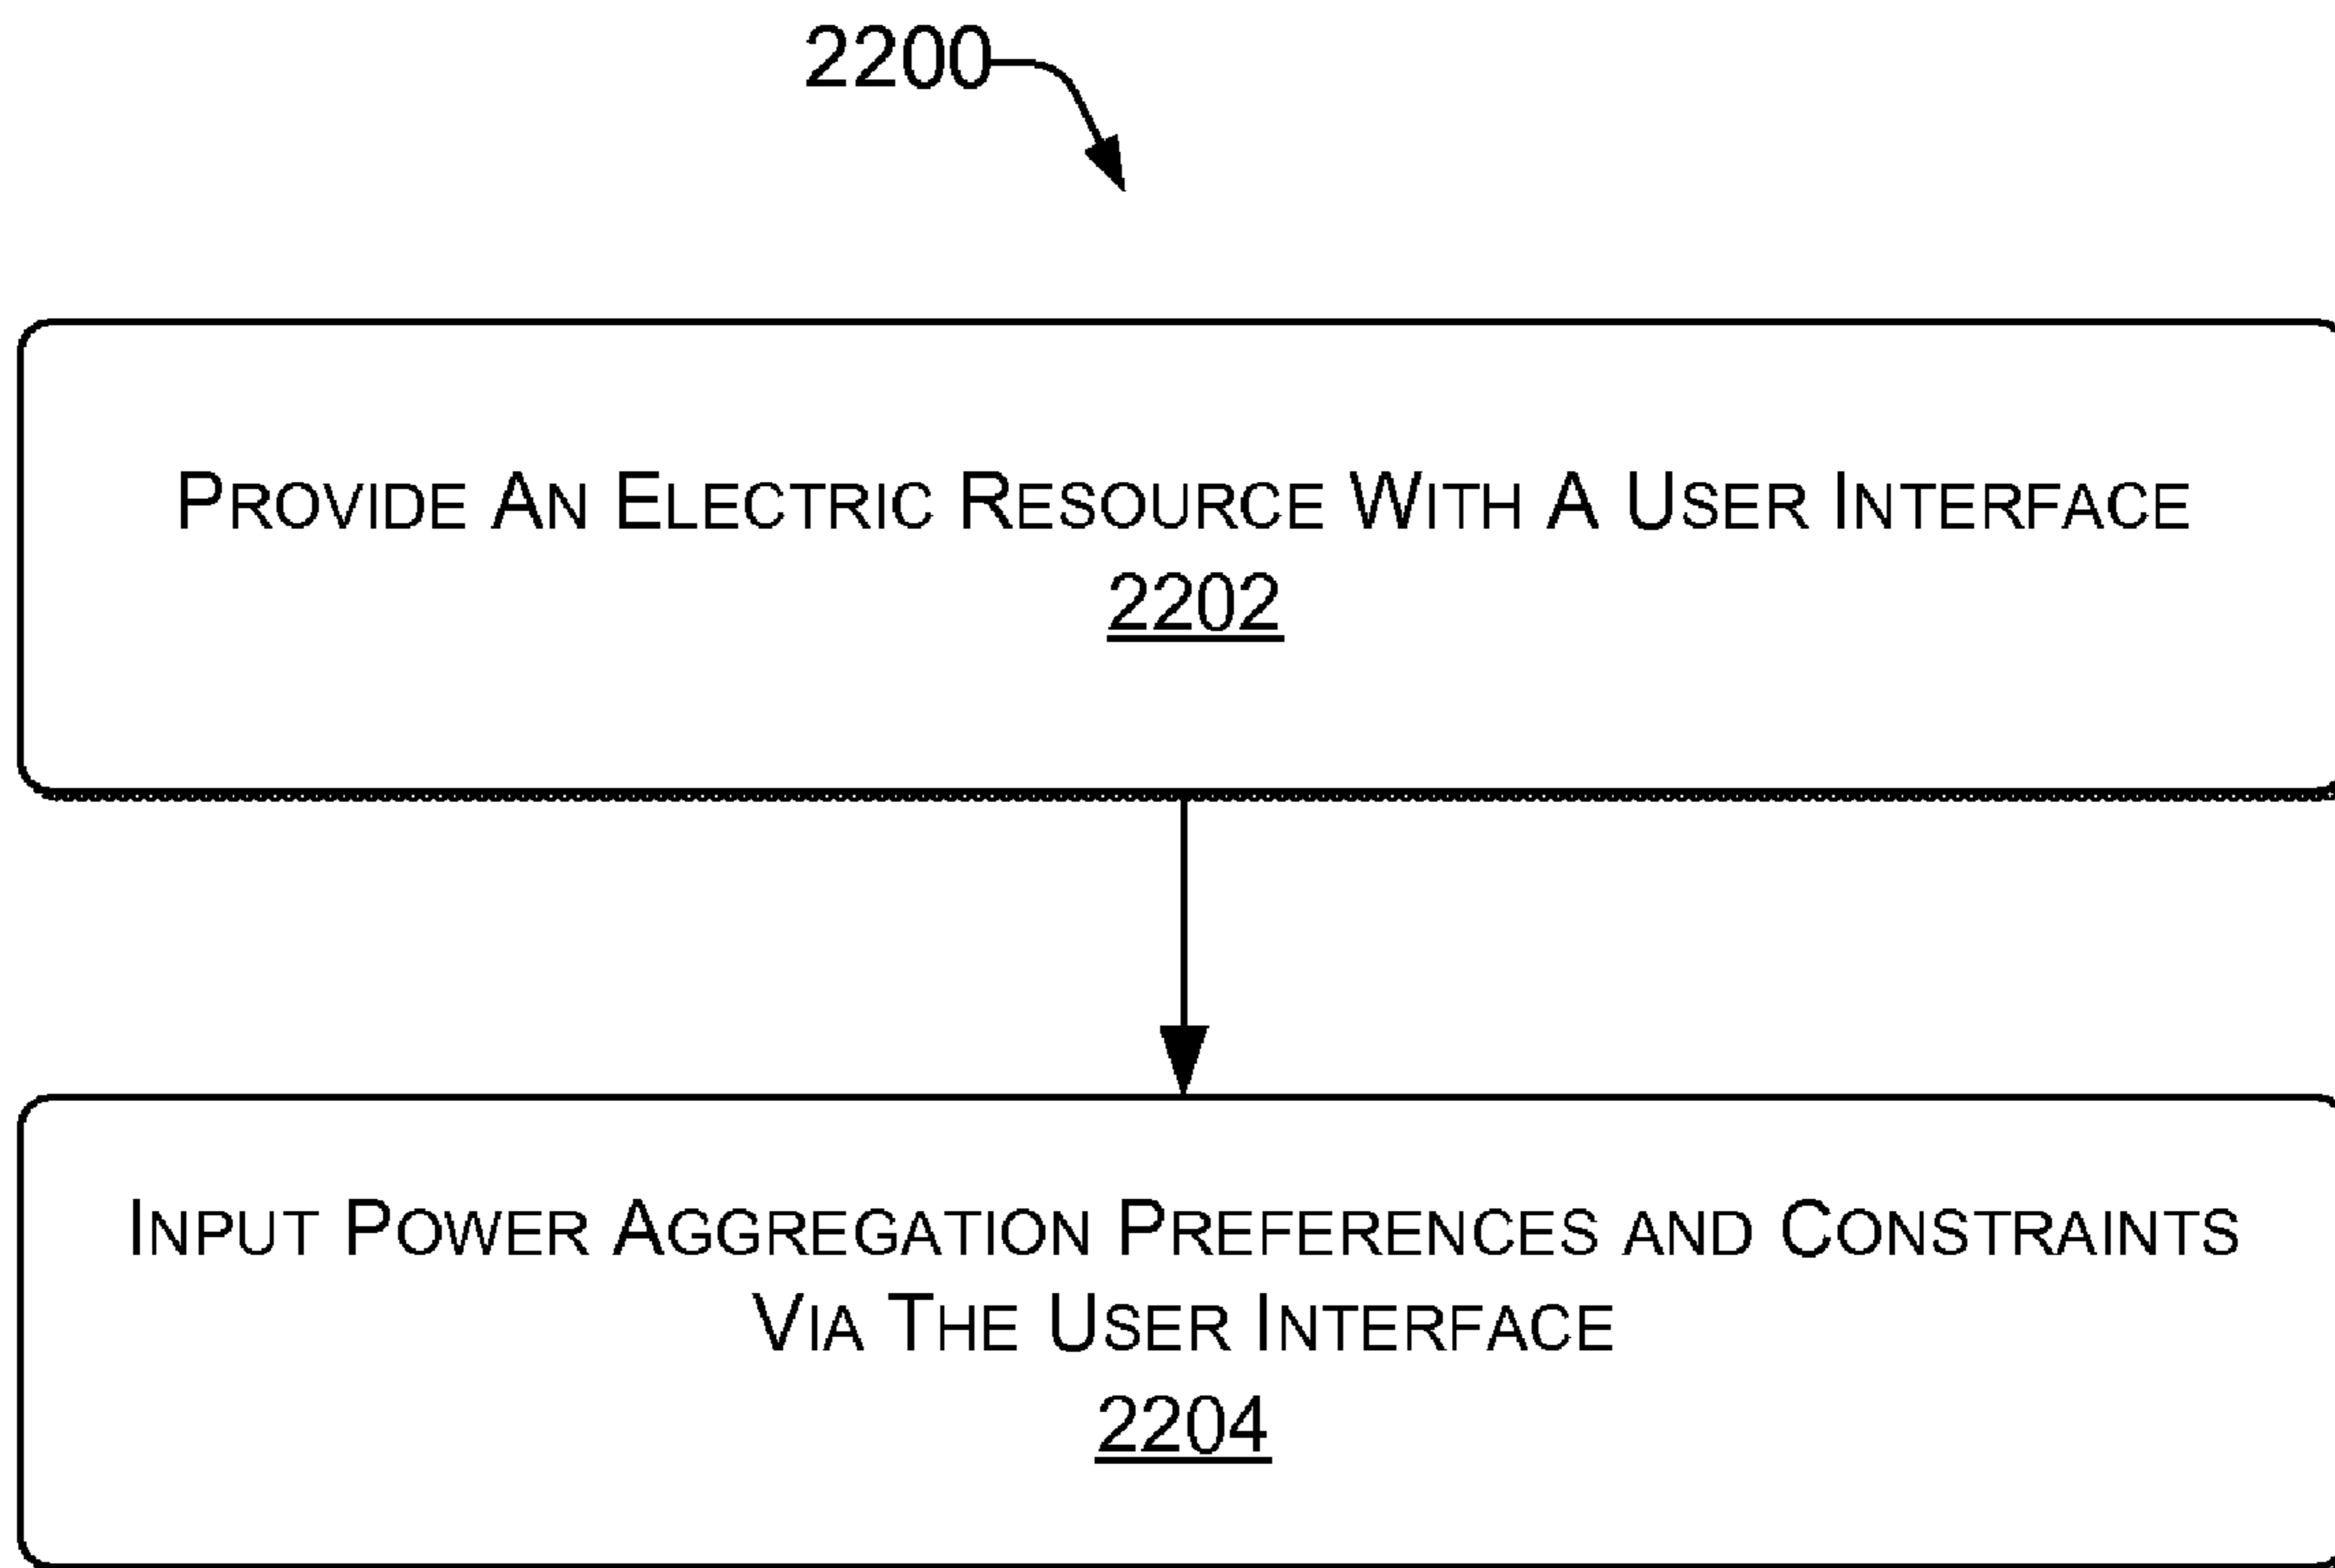 2200
PROVIDE AN ELECTRIC RESOURCE WITH A USER INTERFACE
2202
INPUT POWER AGGREGATION PREFERENCES AND CONSTRAINTS
VIA THE USER INTERFACE
2204